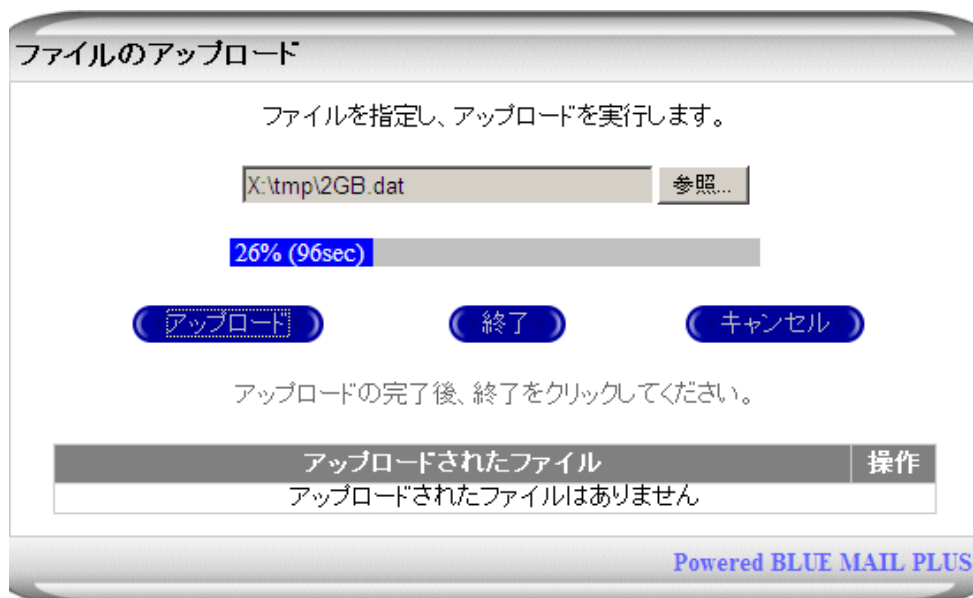 ファイルのアップロード
ファイルを指定し、アップロードを実行します。
X:\tmp\2GB.dat 参照...
26% (96sec)
アップロード 終了 キャンセル
アップロードの完了後、終了をクリックしてください。
アップロードされたファイル 操作
アップロードされたファイルはありません
Powered BLUE MAIL PLUS